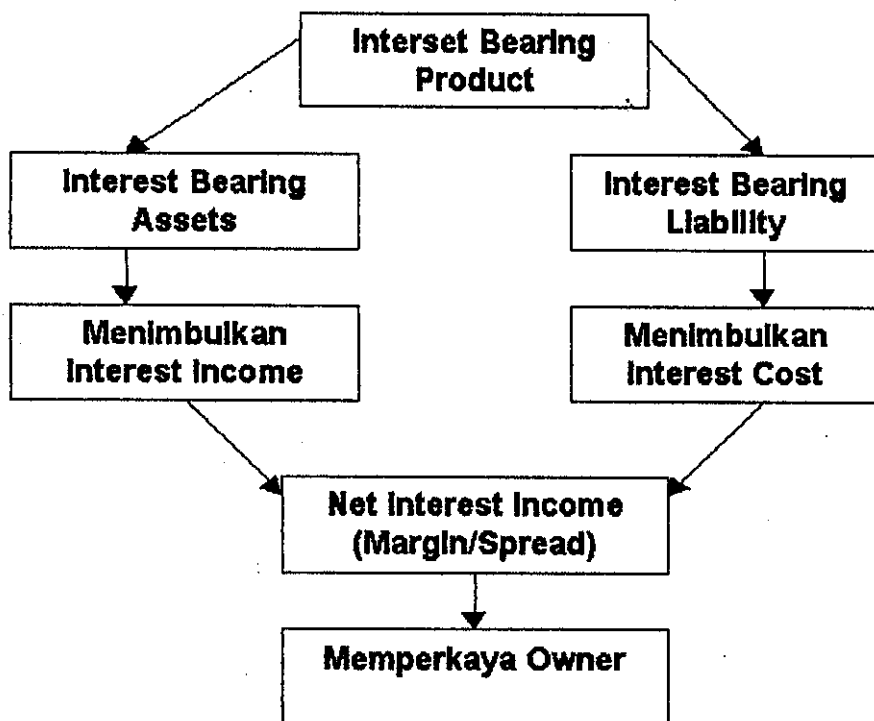 Interset Bearing
Product
Interest Bearing
Assets
Interest Bearing
Liability
Menimbulkan
Interest Income
Menimbulkan
Interest Cost
Net Interest Income
(Margin/Spread)
Memperkaya Owner